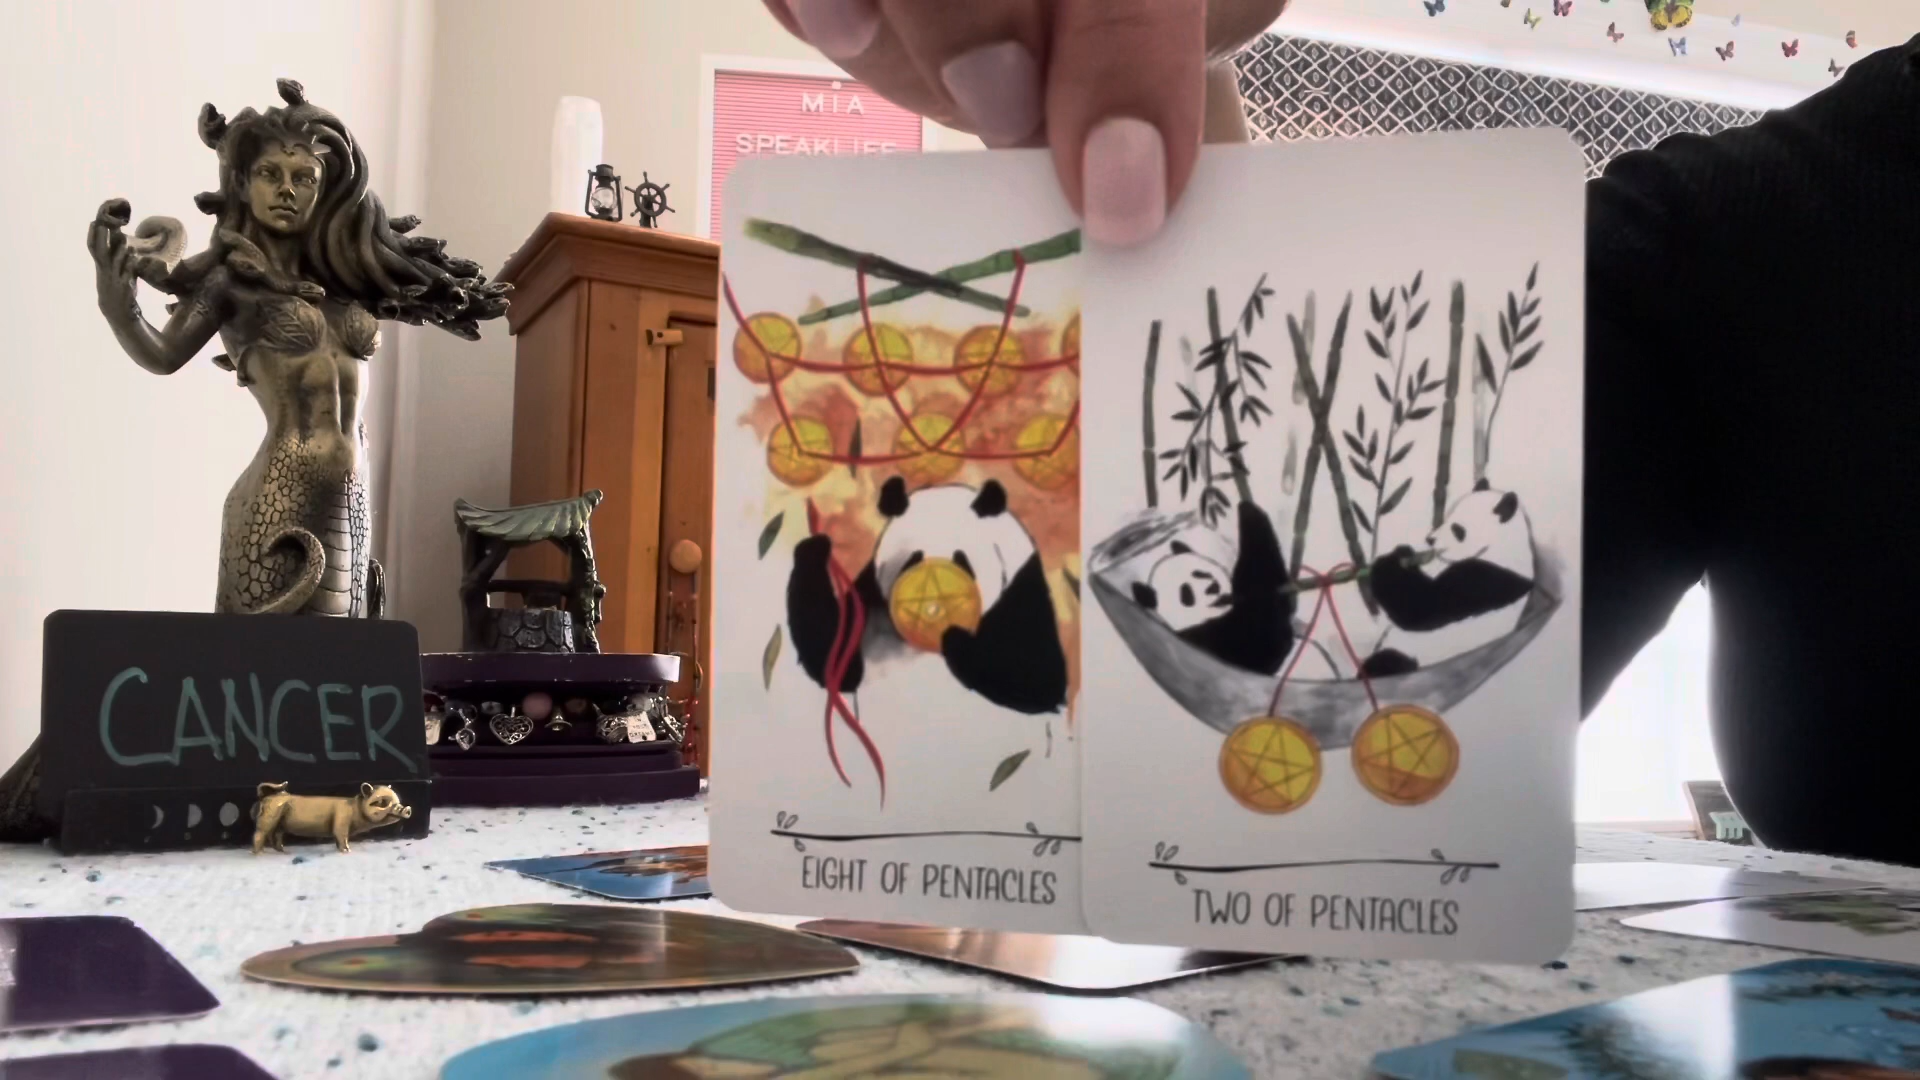 MIA
SPEAKLIFE
CANCER
EIGHT OF PENTACLES
TWO OF PENTACLES